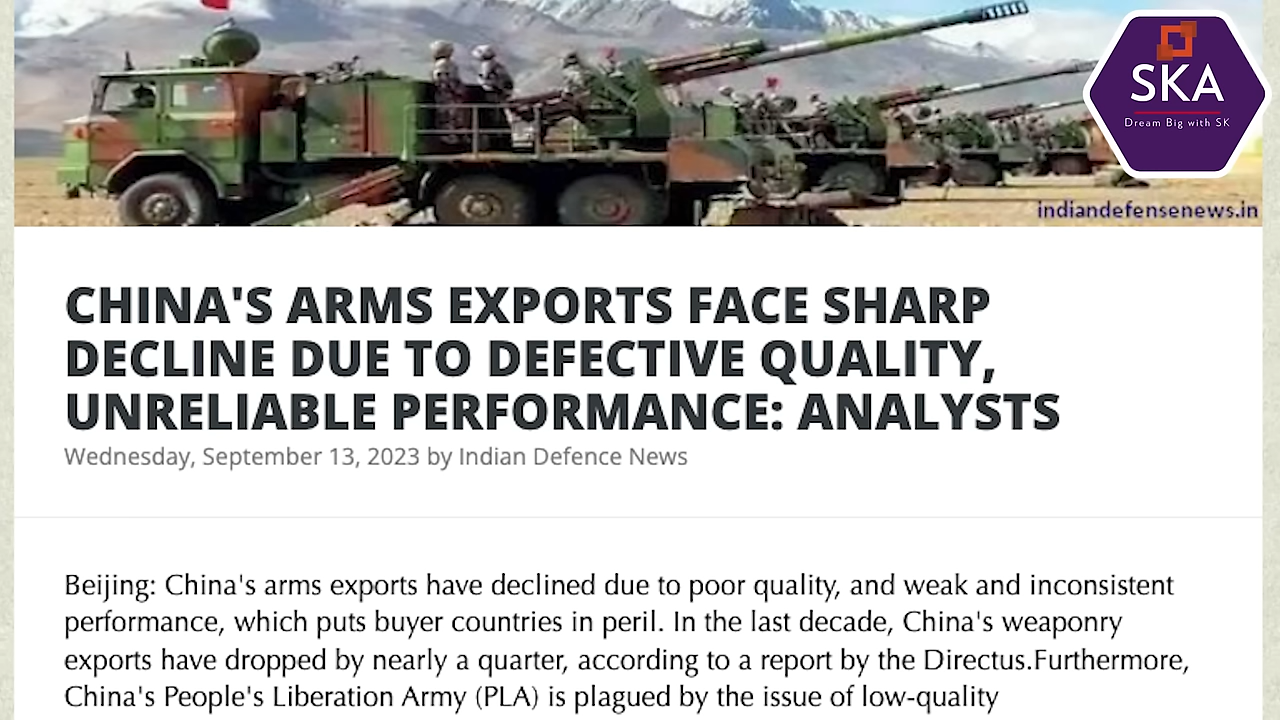 SKA
Dream Big with SK
indiandefensenews.in
CHINA'S ARMS EXPORTS FACE SHARP
DECLINE DUE TO DEFECTIVE QUALITY,
UNRELIABLE PERFORMANCE: ANALYSTS
Wednesday, September 13, 2023 by Indian Defence News
Beijing: China's arms exports have declined due to poor quality, and weak and inconsistent
performance, which puts buyer countries in peril. In the last decade, China's weaponry
exports have dropped by nearly a quarter, according to a report by the Directus.Furthermore,
China's People's Liberation Army (PLA) is plagued by the issue of low-quality